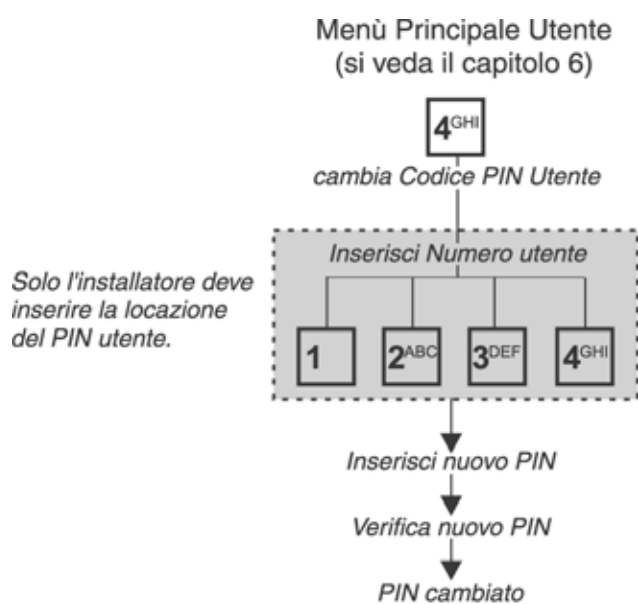 Menù Principale Utente
(si veda il capitolo 6)
4GHI
cambia Codice PIN Utente
Inserisci Numero utente
Solo l'installatore deve
inserire la locazione
del PIN utente.
1 2ABC 3DEF 4GHI
Inserisci nuovo PIN
Verifica nuovo PIN
PIN cambiato